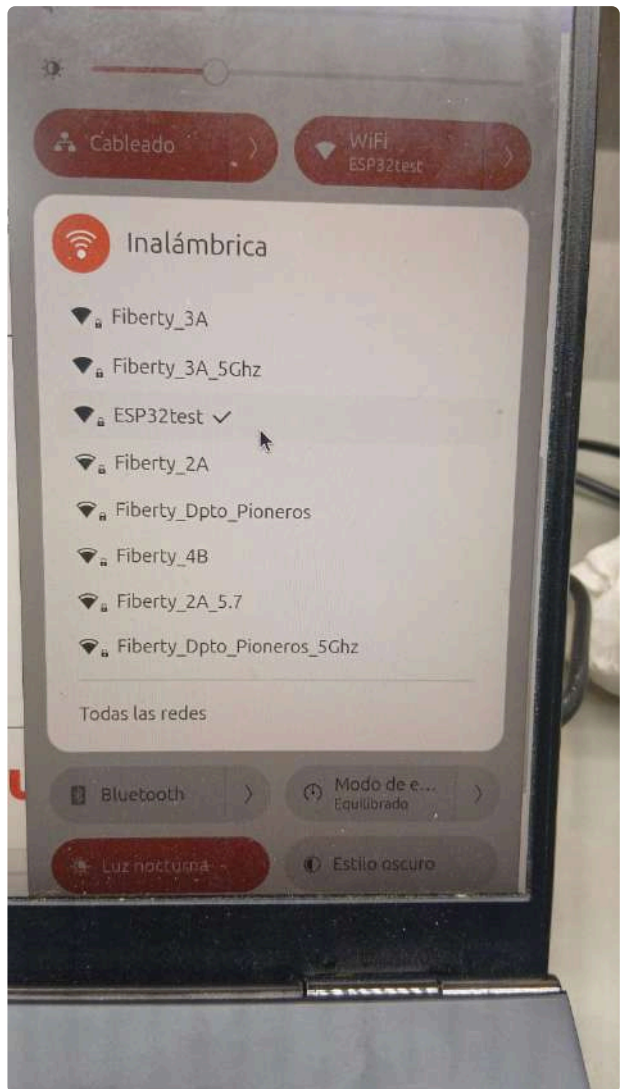 Cableado
WiFi
ESP32test
Inalámbrica
Fiberty_3A
Fiberty_3A_5Ghz
ESP32test
Fiberty_2A
Fiberty_Dpto_Pioneros
Fiberty_4B
Fiberty_2A_5.7
Fiberty_Dpto_Pioneros_5Ghz
Todas las redes
Bluetooth
Modo de e...
Equilibrado
Luz nocturna
Estilo oscuro